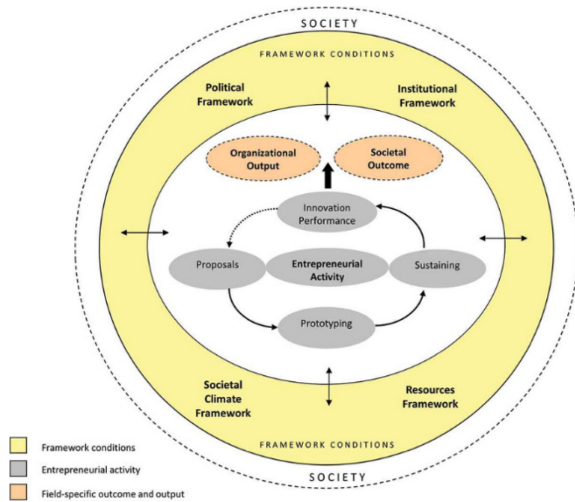 SOCIETY
FRAMEWORK CONDITIONS
Political
Framework
Institutional
Framework
Organizational
Output
Societal
Outcome
Innovation
Performance
Proposals
Entrepreneurial
Activity
Sustaining
Prototyping
Societal
Climate
Framework
Resources
Framework
FRAMEWORK CONDITIONS
SOCIETY
Framework conditions
Entrepreneurial activity
Field-specific outcome and output